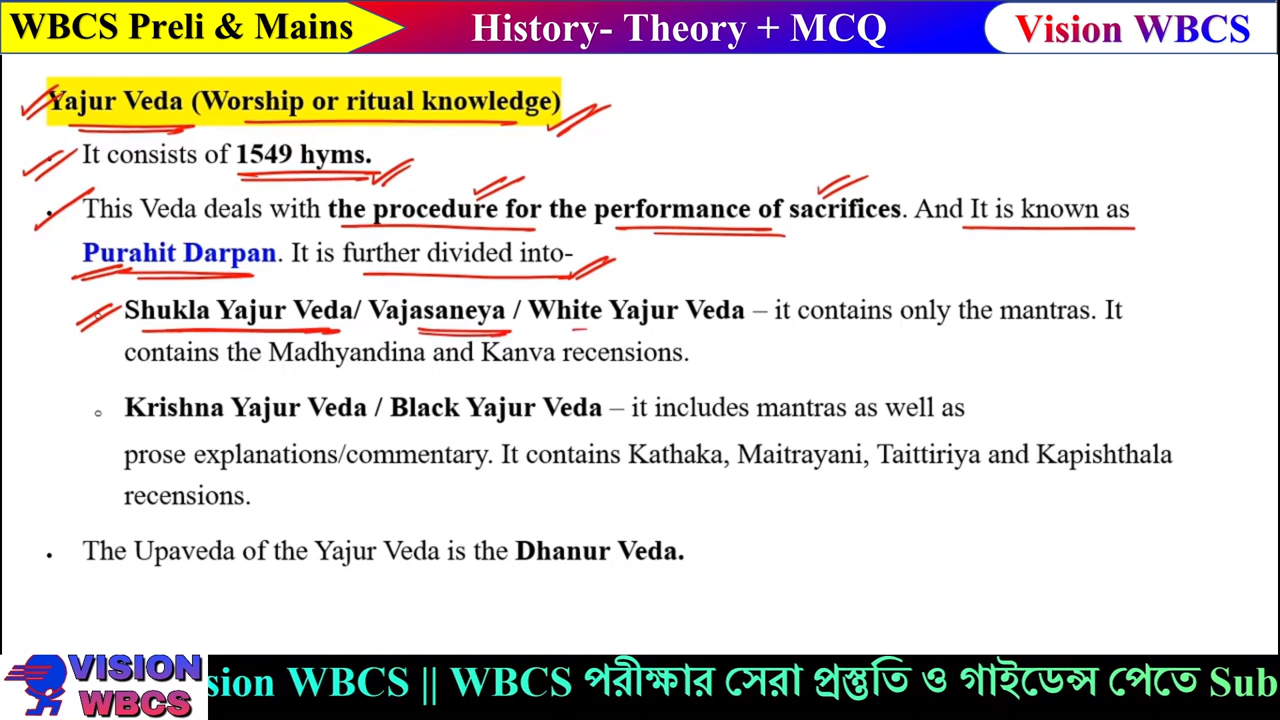 WBCS Preli & Mains
History- Theory + MCQ
Vision WBCS
Yajur Veda (Worship or ritual knowledge)
• It consists of 1549 hyms.
• This Veda deals with the procedure for the performance of sacrifices. And It is known as
Purahit Darpan. It is further divided into-
○ Shukla Yajur Veda/ Vajasaneya / White Yajur Veda – it contains only the mantras. It
contains the Madhyandina and Kanva recensions.
○ Krishna Yajur Veda / Black Yajur Veda – it includes mantras as well as
prose explanations/commentary. It contains Kathaka, Maitrayani, Taittiriya and Kapishthala
recensions.
• The Upaveda of the Yajur Veda is the Dhanur Veda.
VISION
WBCS
sion WBCS || WBCS পরীক্ষার সেরা প্রস্তুতি ও গাইডেন্স পেতে Sub